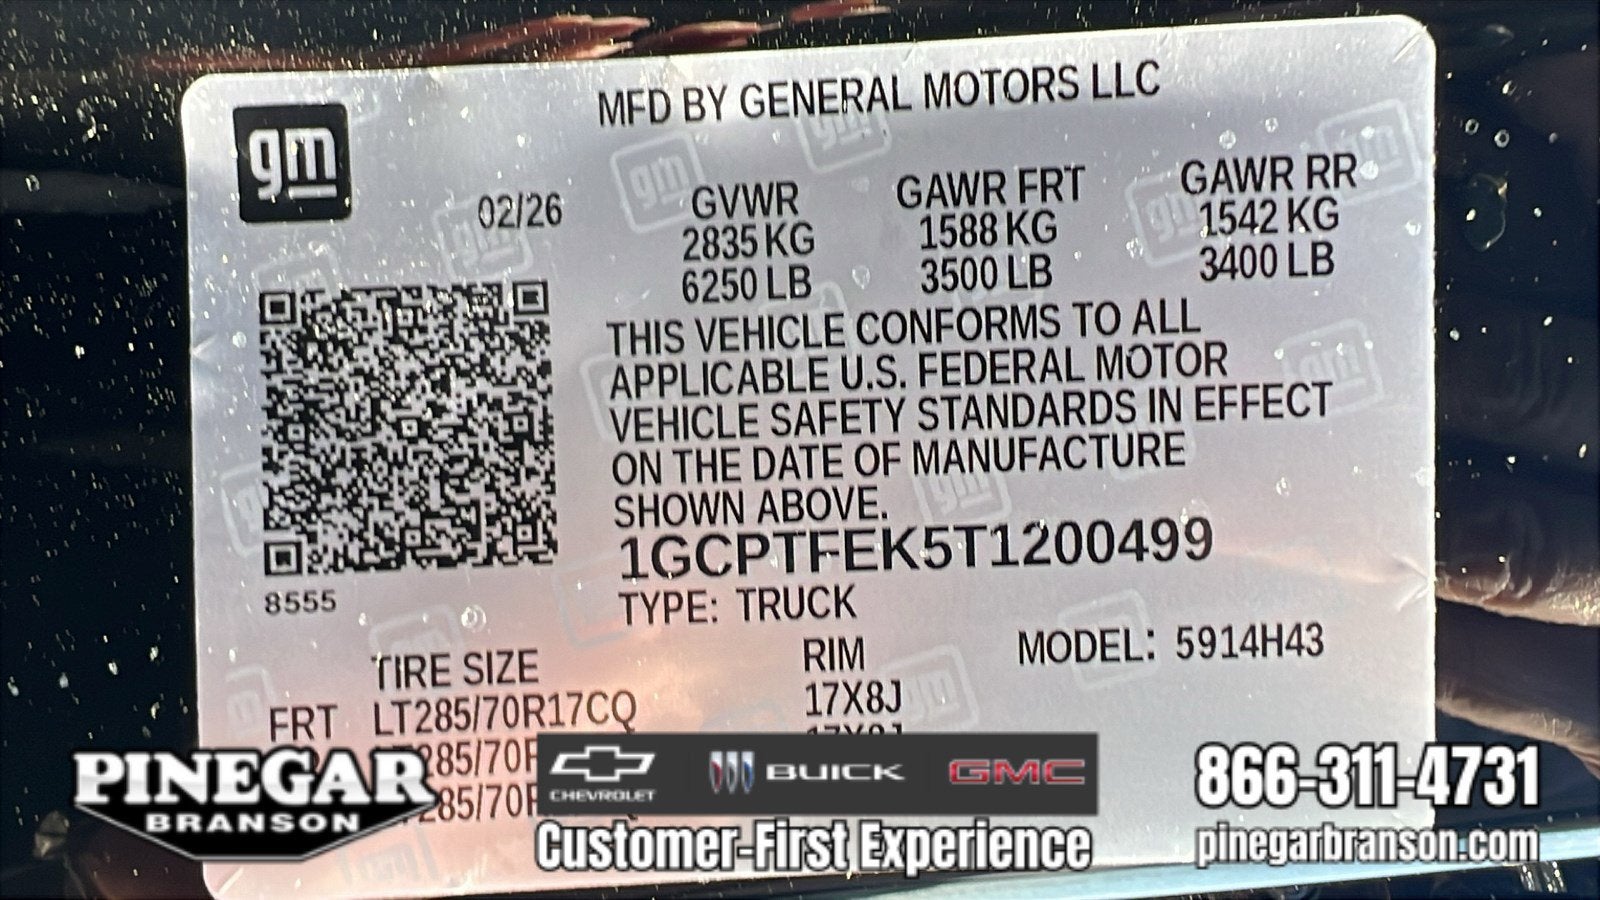 gm
MFD BY GENERAL MOTORS LLC
02/26
GVWR
2835 KG
6250 LB
GAWR FRT
1588 KG
3500 LB
GAWR RR
1542 KG
3400 LB
THIS VEHICLE CONFORMS TO ALL
APPLICABLE U.S. FEDERAL MOTOR
VEHICLE SAFETY STANDARDS IN EFFECT
ON THE DATE OF MANUFACTURE
SHOWN ABOVE.
1GCPTFEK5T1200499
8555
TYPE: TRUCK
MODEL: 5914H43
TIRE SIZE RIM
FRT LT285/70R17CQ 17X8J
PINEGAR
BRANSON
CHEVROLET
BUICK
GMC
Customer-First Experience
866-311-4731
pinegarbranson.com